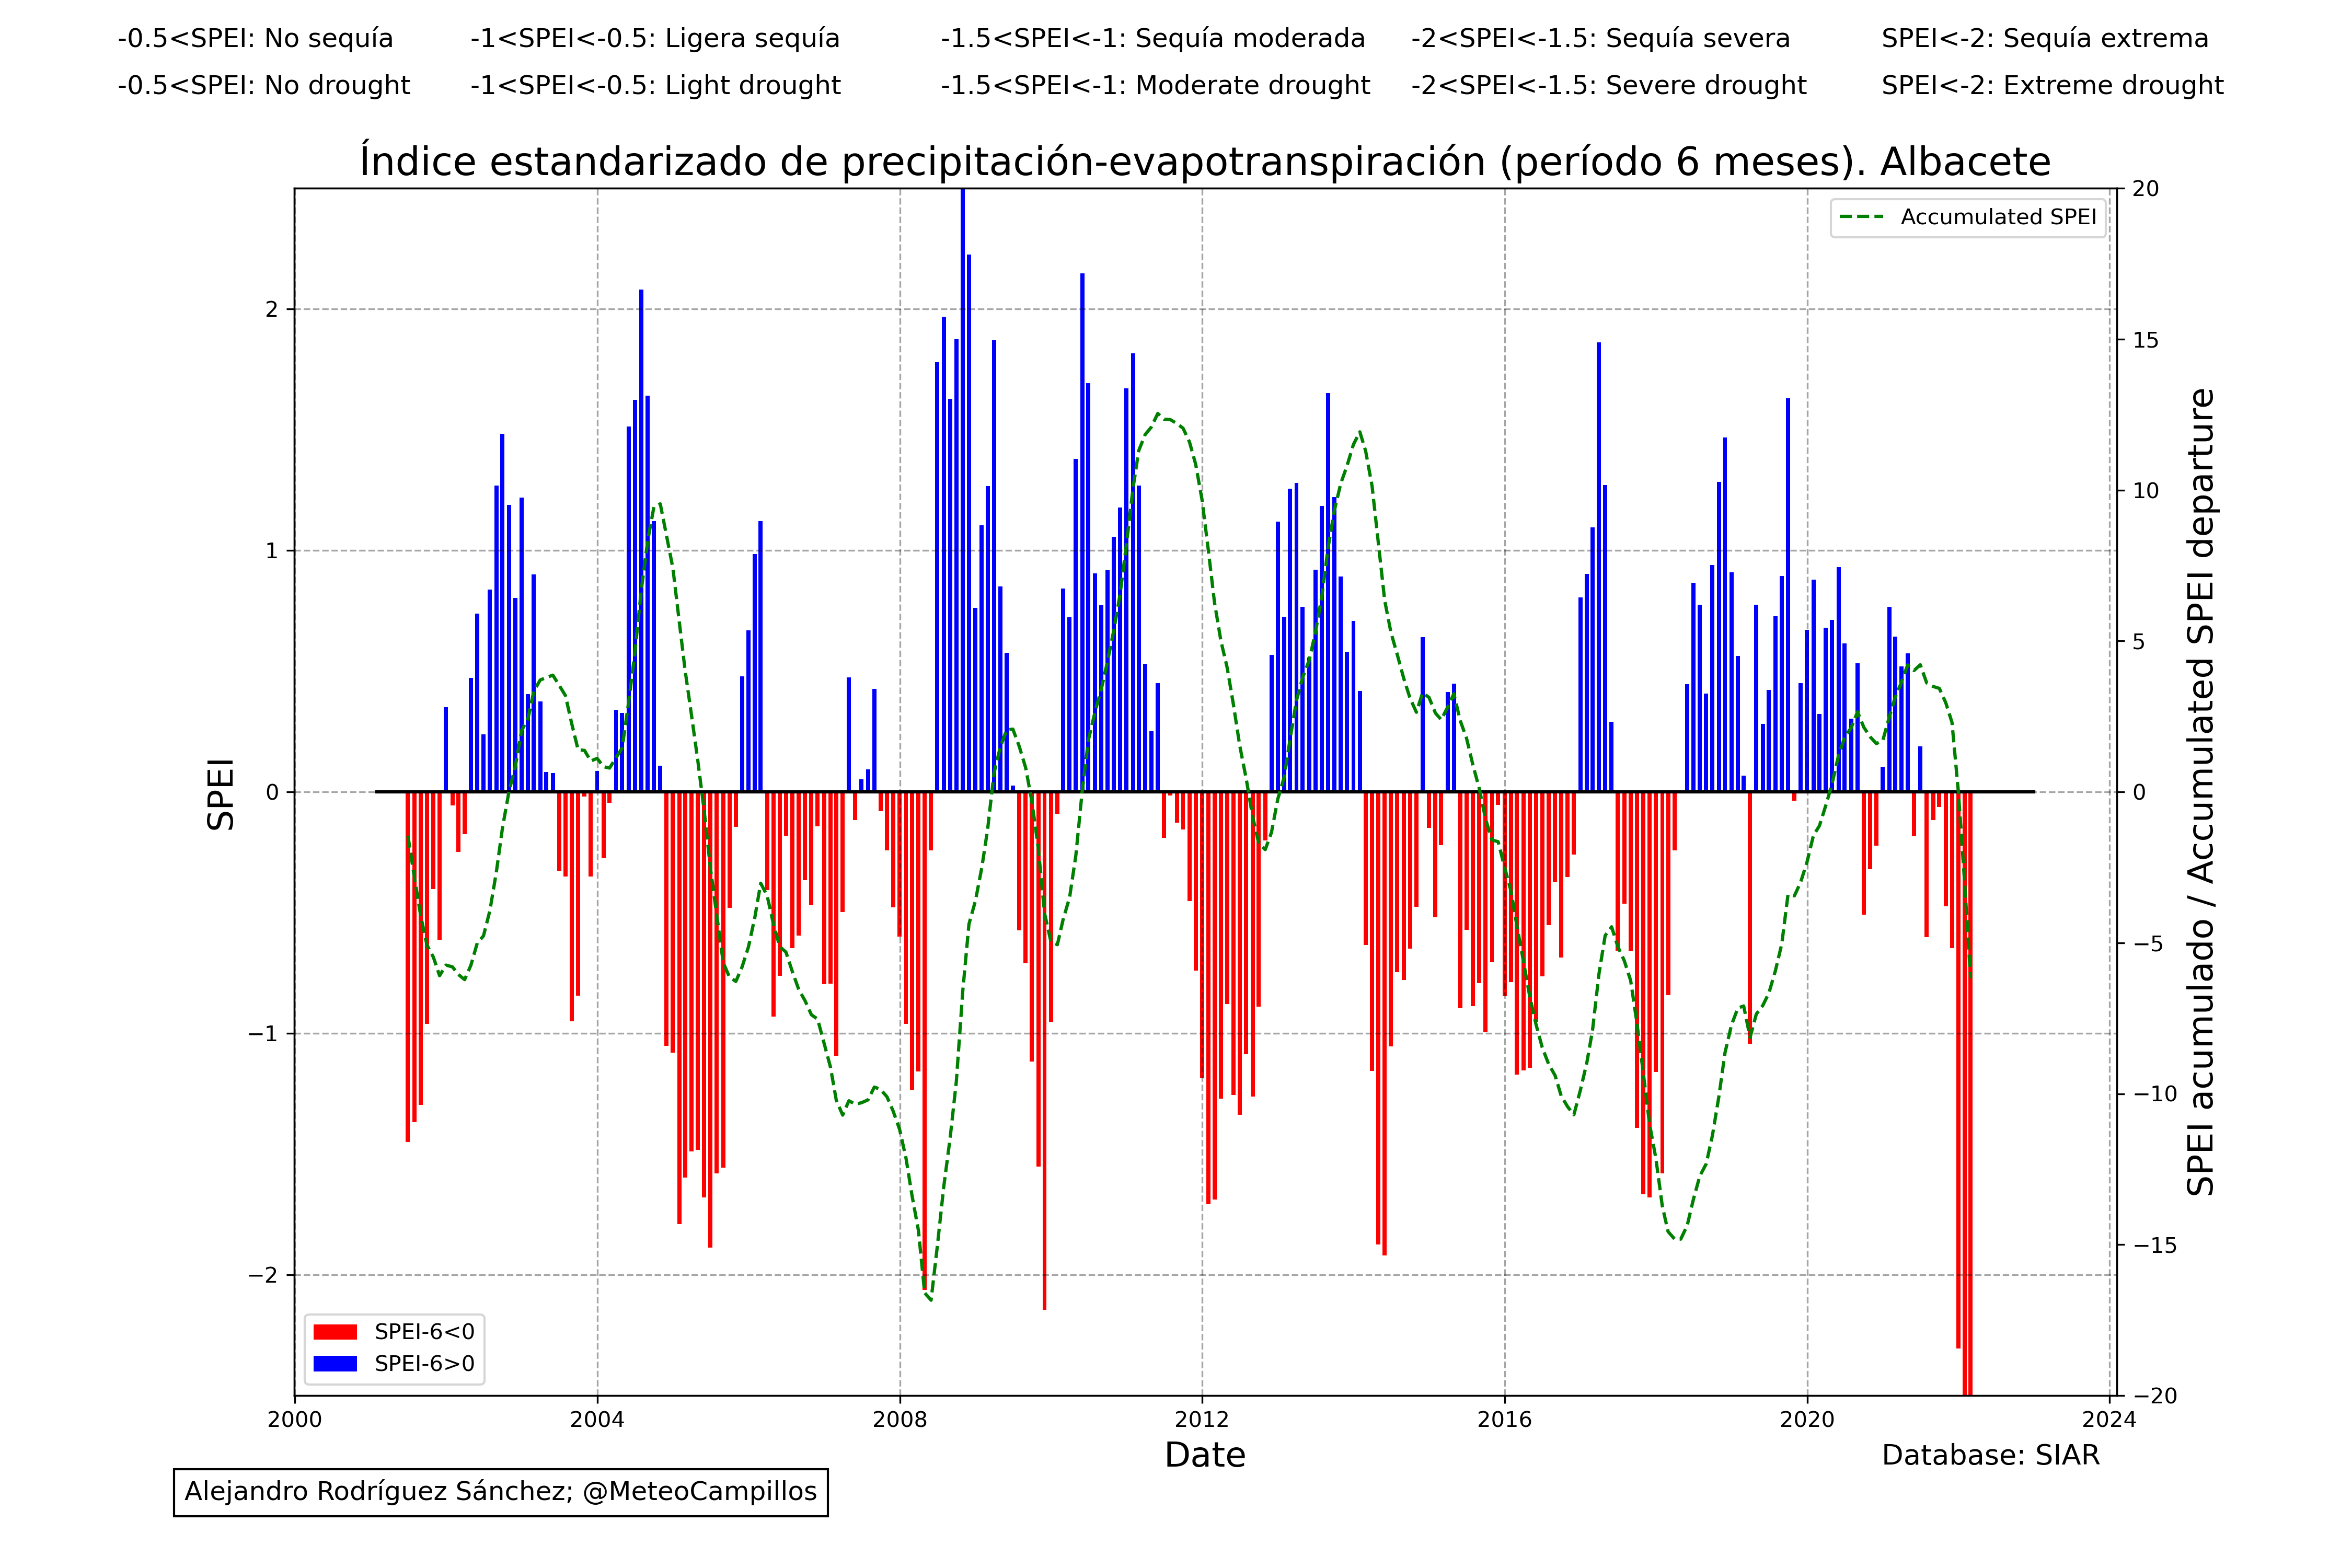 -0.5<SPEI: No sequía -1<SPEI<-0.5: Ligera sequía -1.5<SPEI<-1: Sequía moderada -2<SPEI<-1.5: Sequía severa SPEI<-2: Sequía extrema
-0.5<SPEI: No drought -1<SPEI<-0.5: Light drought -1.5<SPEI<-1: Moderate drought -2<SPEI<-1.5: Severe drought SPEI<-2: Extreme drought
Índice estandarizado de precipitación-evapotranspiración (período 6 meses). Albacete
Accumulated SPEI
SPEI
2
1
0
−1
−2
20
15
10
5
0
−5
−10
−15
−20
SPEI acumulado / Accumulated SPEI departure
SPEI-6<0
SPEI-6>0
2000 2004 2008 2012 2016 2020 2024
Date
Database: SIAR
Alejandro Rodríguez Sánchez; @MeteoCampillos